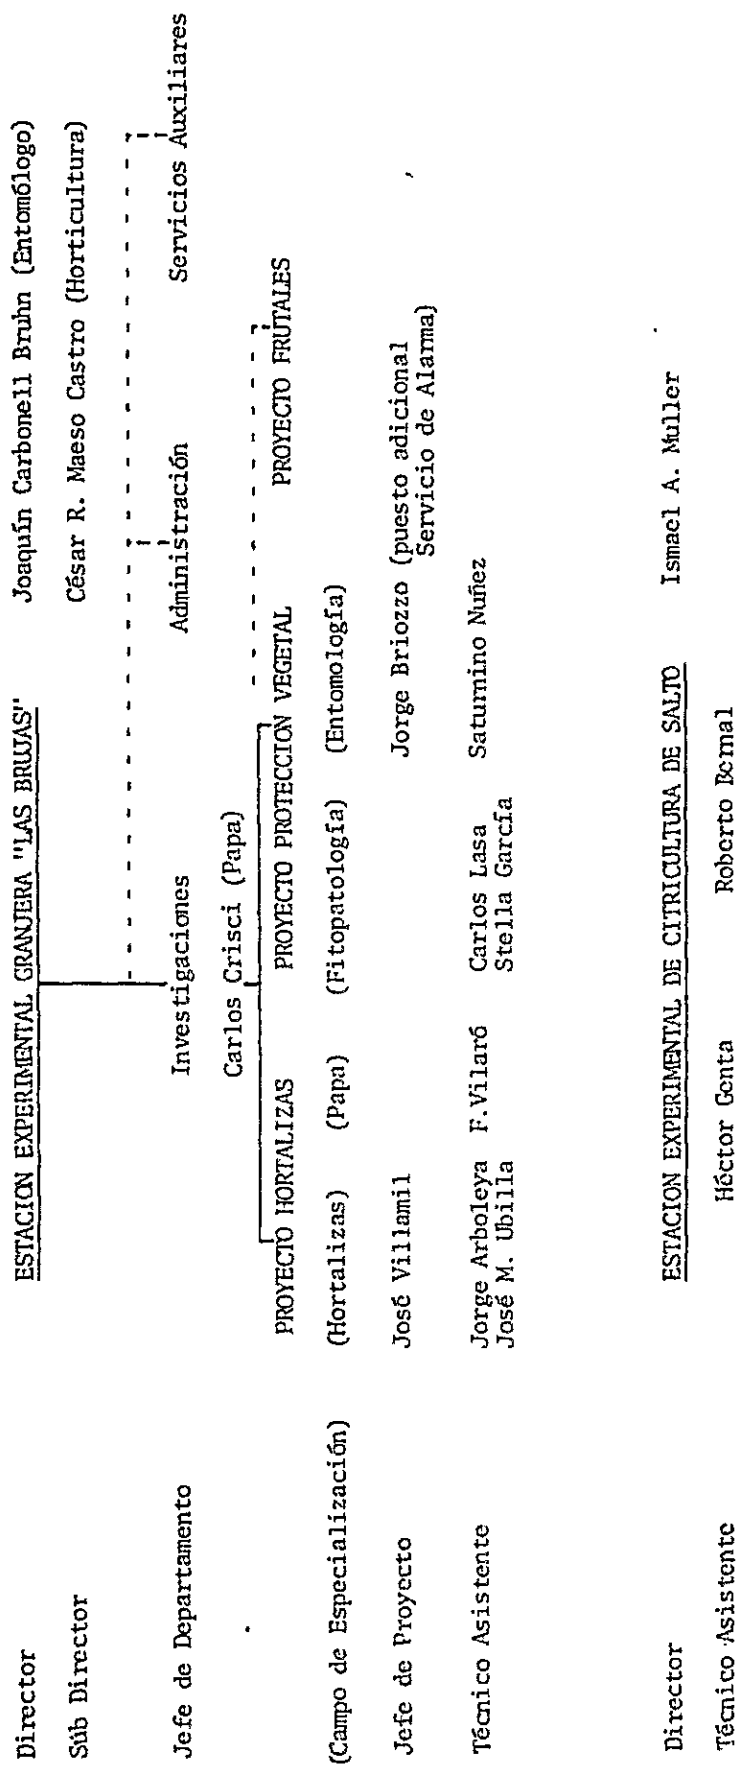 Director ESTACION EXPERIMENTAL GRANJERA "LAS BRUJAS" Joaquín Carbonell Bruhn (Entomólogo)
Súb Director César R. Maeso Castro (Horticultura)
Jefe de Departamento Investigaciones Administración Servicios Auxiliares
Carlos Crisci (Papa)
PROYECTO HORTALIZAS PROYECTO PROTECCION VEGETAL PROYECTO FRUTALES
(Campo de Especialización) (Hortalizas) (Papa) (Fitopatología) (Entomología)
Jefe de Proyecto José Villamil Jorge Briozzo (puesto adicional
Servicio de Alarma)
Técnico Asistente Jorge Arboleya F.Vilaró Carlos Lasa Saturnino Nuñez
José M. Ubilla Stella García
Director ESTACION EXPERIMENTAL DE CITRICULTURA DE SALTO Ismael A. Muller
Técnico Asistente Héctor Genta Roberto Bernal